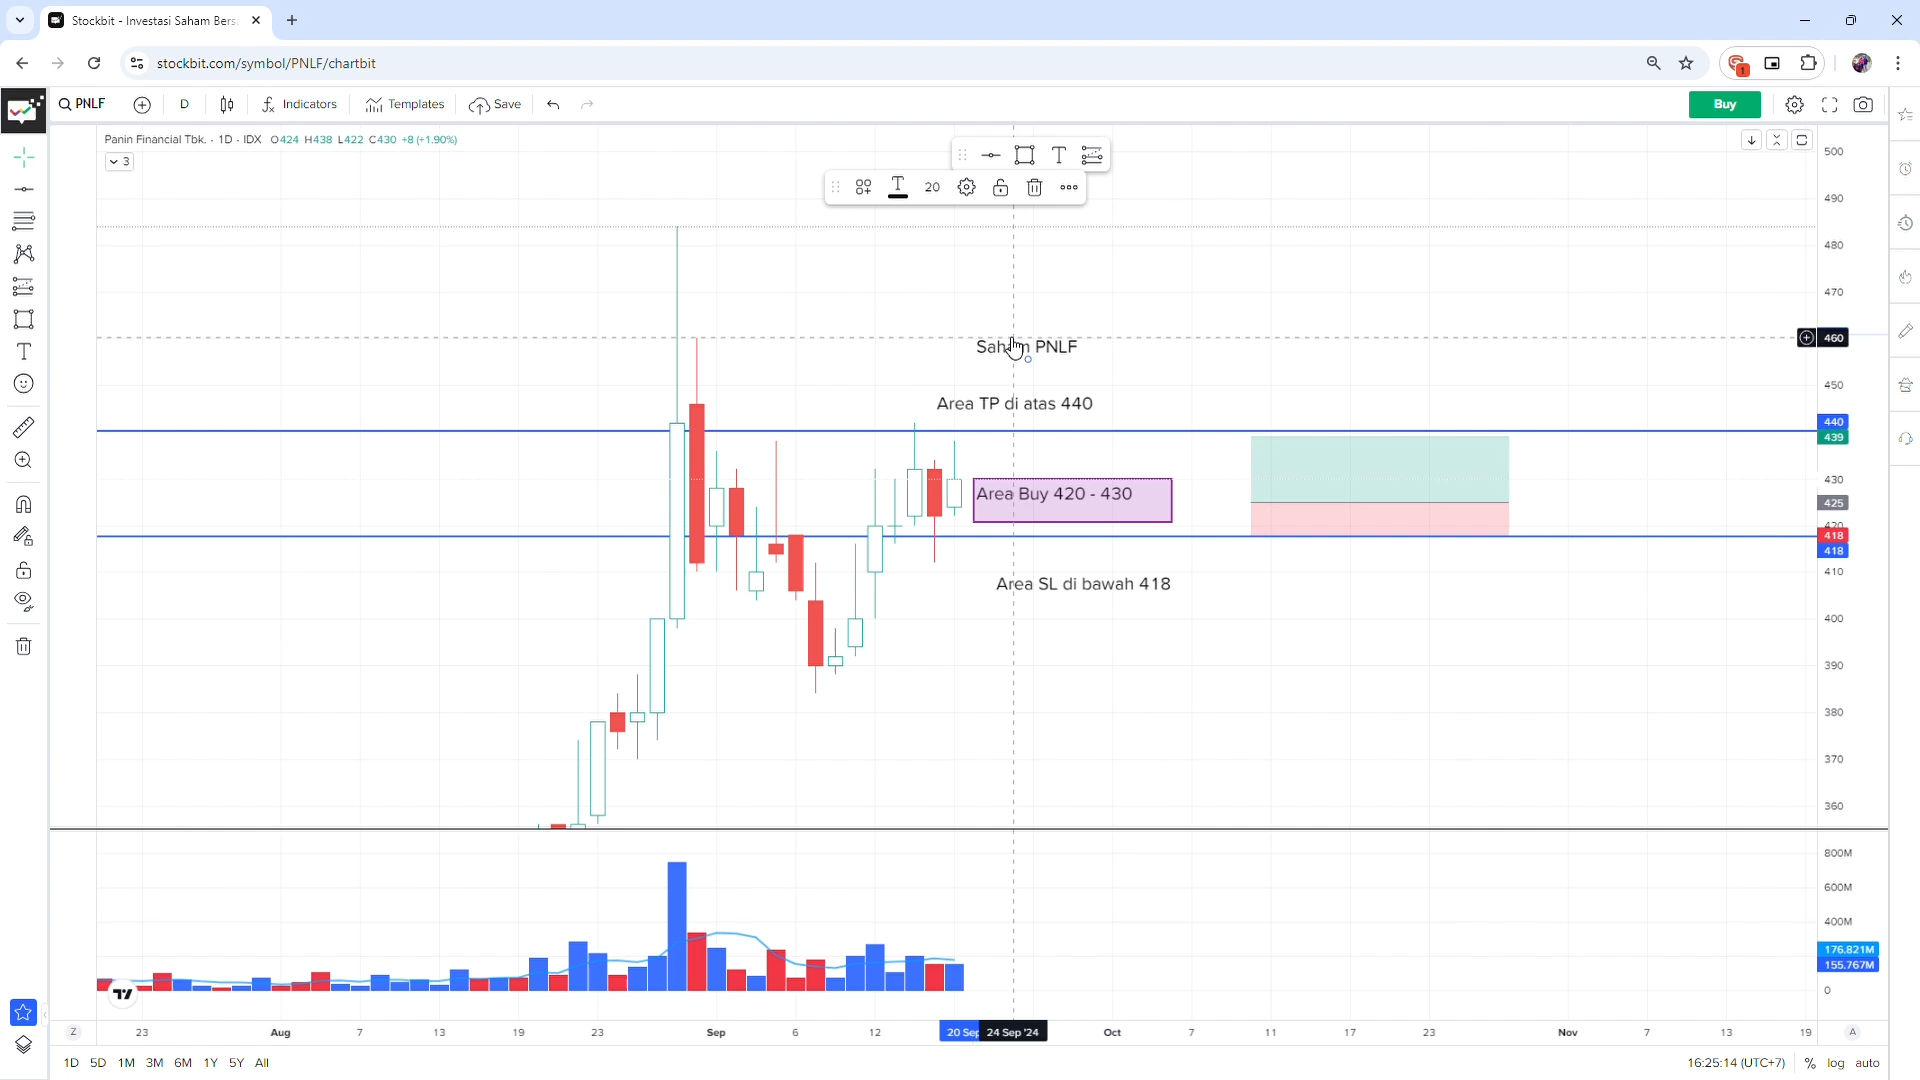 Stockbit - Investasi Saham Bers
stockbit.com/symbol/PNLF/chartbit
1
PNLF
D
Indicators
Templates
Save
Buy
Panin Financial Tbk. · 1D · IDX O424 H438 L422 C430 +8 (+1.90%)
3
20
500
490
480
470
460
450
440
439
430
425
420
418
418
410
400
390
380
370
360
Saham PNLF
Area TP di atas 440
Area Buy 420 - 430
Area SL di bawah 418
800M
600M
400M
176.821M
155.767M
0
Z
23
Aug
7
13
19
23
Sep
6
12
20 Sep
24 Sep '24
Oct
7
11
17
23
Nov
7
13
19
A
1D
5D
1M
3M
6M
1Y
5Y
All
16:25:14 (UTC+7)
%
log
auto